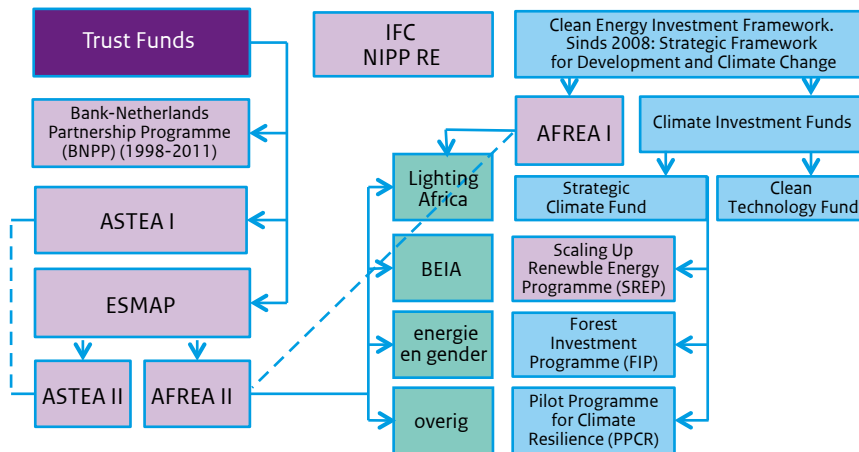 Trust Funds
IFC
NIPP RE
Clean Energy Investment Framework.
Sinds 2008: Strategic Framework
for Development and Climate Change
Bank-Netherlands
Partnership Programme
(BNPP) (1998-2011)
AFREA I
Climate Investment Funds
Lighting
Africa
Strategic
Climate Fund
Clean
Technology Fund
ASTEA I
BEIA
Scaling Up
Renewble Energy
Programme (SREP)
ESMAP
energie
en gender
Forest
Investment
Programme (FIP)
ASTEA II
AFREA II
overig
Pilot Programme
for Climate
Resilience (PPCR)